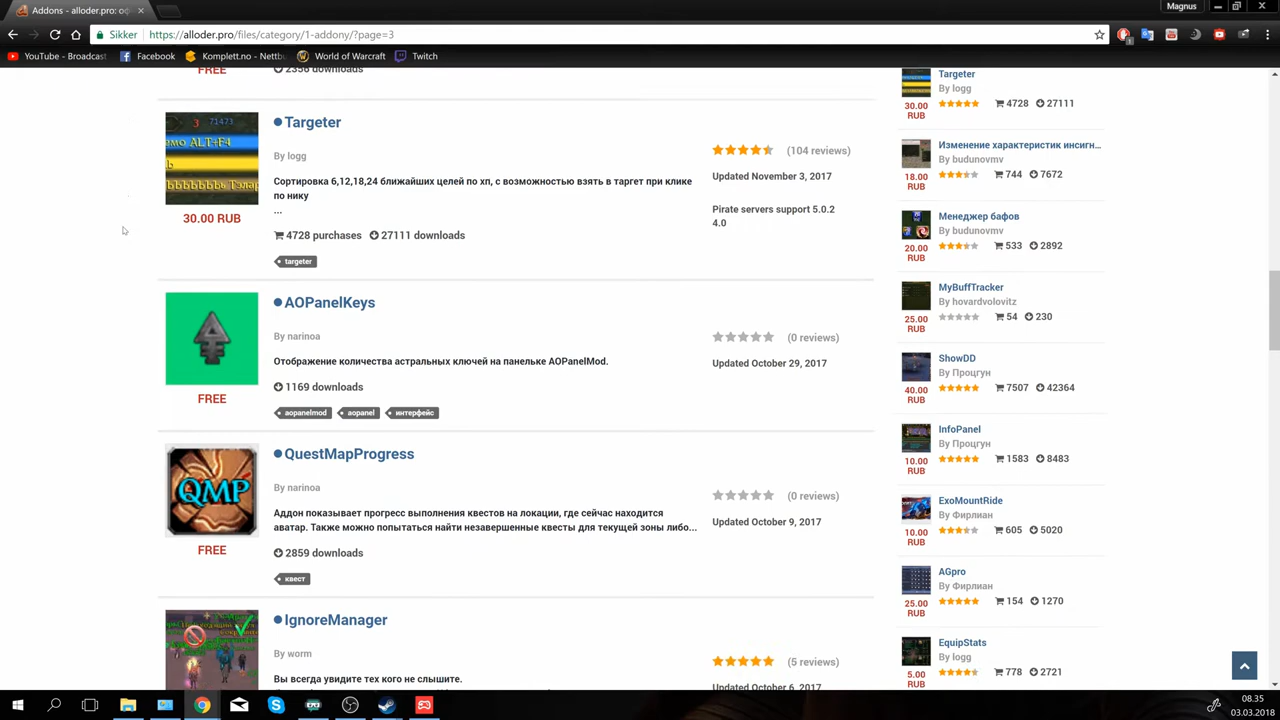 Addons - alloder.pro: оф
Magnus
Sikker
https://alloder.pro/files/category/1-addony/?page=3
YouTube - Broadcast
Facebook
Komplett.no - Nettbu
World of Warcraft
Twitch
FREE
2356 downloads
Targeter
By logg
Сортировка 6,12,18,24 ближайших целей по хп, с возможностью взять в таргет при клике
по нику
...
30.00 RUB
4728 purchases
27111 downloads
targeter
(104 reviews)
Updated November 3, 2017
Pirate servers support 5.0.2
4.0
3
71473
ALT+F4
AOPanelKeys
By narinoa
Отображение количества астральных ключей на панельке AOPanelMod.
1169 downloads
FREE
aopanelmod
aopanel
интерфейс
(0 reviews)
Updated October 29, 2017
QMP
QuestMapProgress
By narinoa
Аддон показывает прогресс выполнения квестов на локации, где сейчас находится
аватар. Также можно попытаться найти незавершенные квесты для текущей зоны либо...
FREE
2859 downloads
квест
(0 reviews)
Updated October 9, 2017
IgnoreManager
By worm
Вы всегда увидите тех кого не слышите.
(5 reviews)
Updated October 6, 2017
Targeter
By logg
30.00
RUB
4728
27111
Изменение характеристик инсигн...
By budunovmv
18.00
RUB
744
7672
Менеджер бафов
By budunovmv
20.00
RUB
533
2892
MyBuffTracker
By hovardvolovitz
25.00
RUB
54
230
ShowDD
By Процгун
40.00
RUB
7507
42364
InfoPanel
By Процгун
10.00
RUB
1583
8483
ExoMountRide
By Фирлиан
10.00
RUB
605
5020
AGpro
By Фирлиан
25.00
RUB
154
1270
EquipStats
By logg
5.00
RUB
778
2721
08.35
03.03.2018